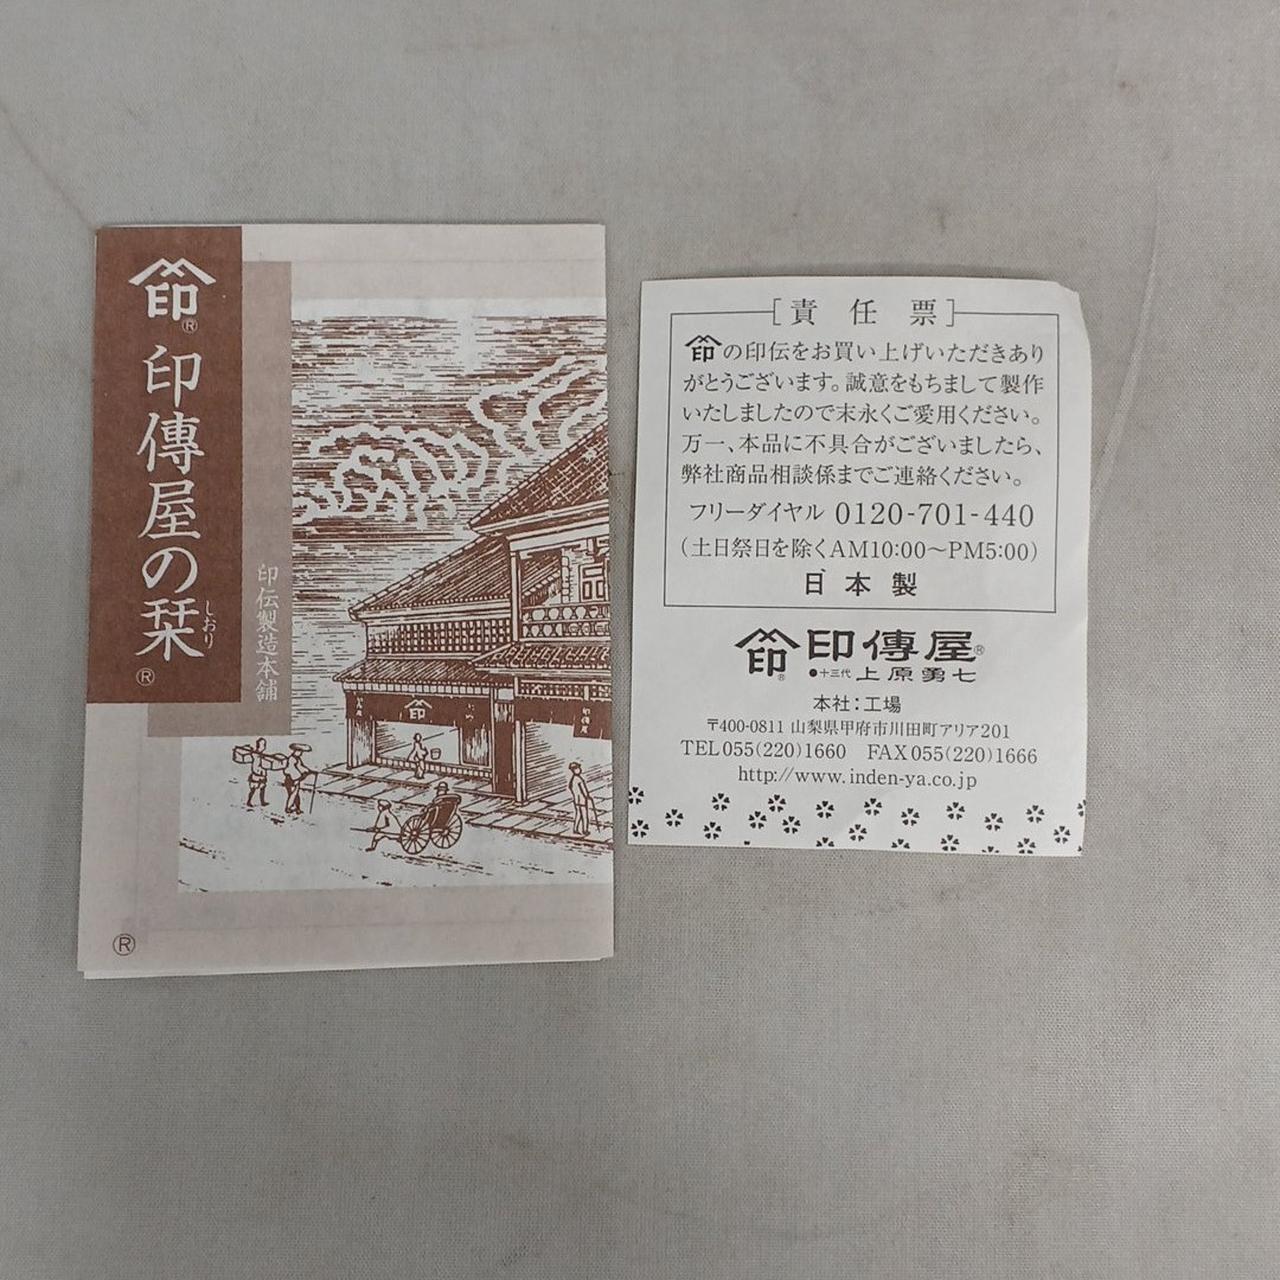 印®
印傳屋の栞®
しおり
印伝製造本舗
印
®
［責任票］
印の印伝をお買い上げいただきあり
がとうございます。誠意をもちまして製作
いたしましたので末永くご愛用ください。
万一、本品に不具合がございましたら、
弊社商品相談係までご連絡ください。
フリーダイヤル 0120-701-440
（土日祭日を除くAM10:00〜PM5:00）
日本製
印® 印傳屋®
●十三代 上原勇七
本社：工場
〒400-0811 山梨県甲府市川田町アリア201
TEL055(220)1660 FAX055(220)1666
http://www.inden-ya.co.jp